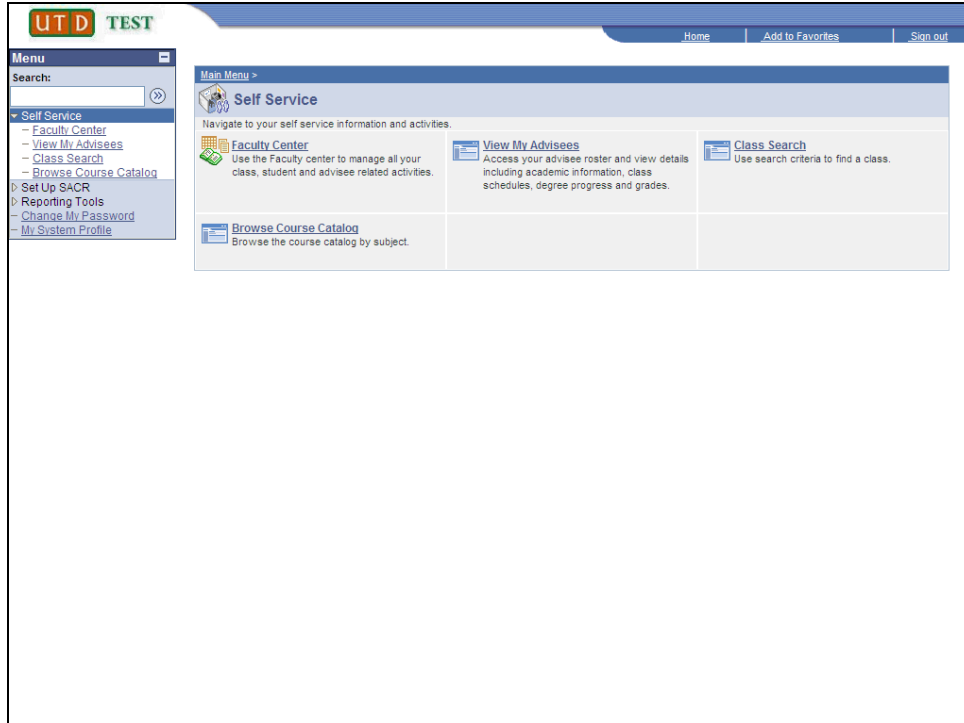 UTD TEST
Home
Add to Favorites
Sign out
Menu
Search:
Self Service
Faculty Center
View My Advisees
Class Search
Browse Course Catalog
Set Up SACR
Reporting Tools
Change My Password
My System Profile
Main Menu >
Self Service
Navigate to your self service information and activities.
Faculty Center
Use the Faculty center to manage all your
class, student and advisee related activities.
View My Advisees
Access your advisee roster and view details
including academic information, class
schedules, degree progress and grades.
Class Search
Use search criteria to find a class.
Browse Course Catalog
Browse the course catalog by subject.